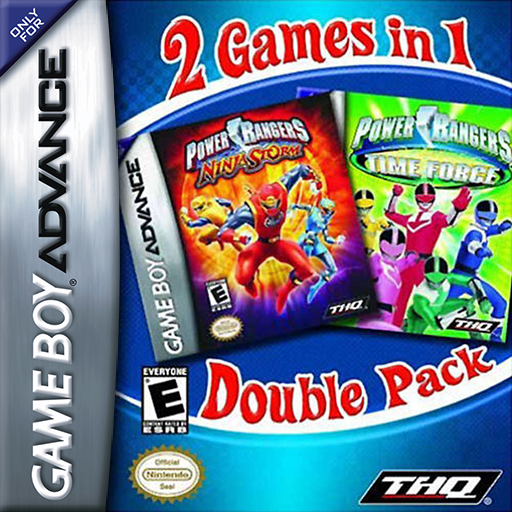 ONLY
FOR
GAME BOY ADVANCE
2 Games in 1
POWER RANGERS
NINJA STORM
GAME BOY ADVANCE
E
THQ
POWER RANGERS
TIME FORCE
THQ
Double Pack
EVERYONE
E
CONTENT RATED BY
ESRB
Official
Nintendo
Seal
THQ